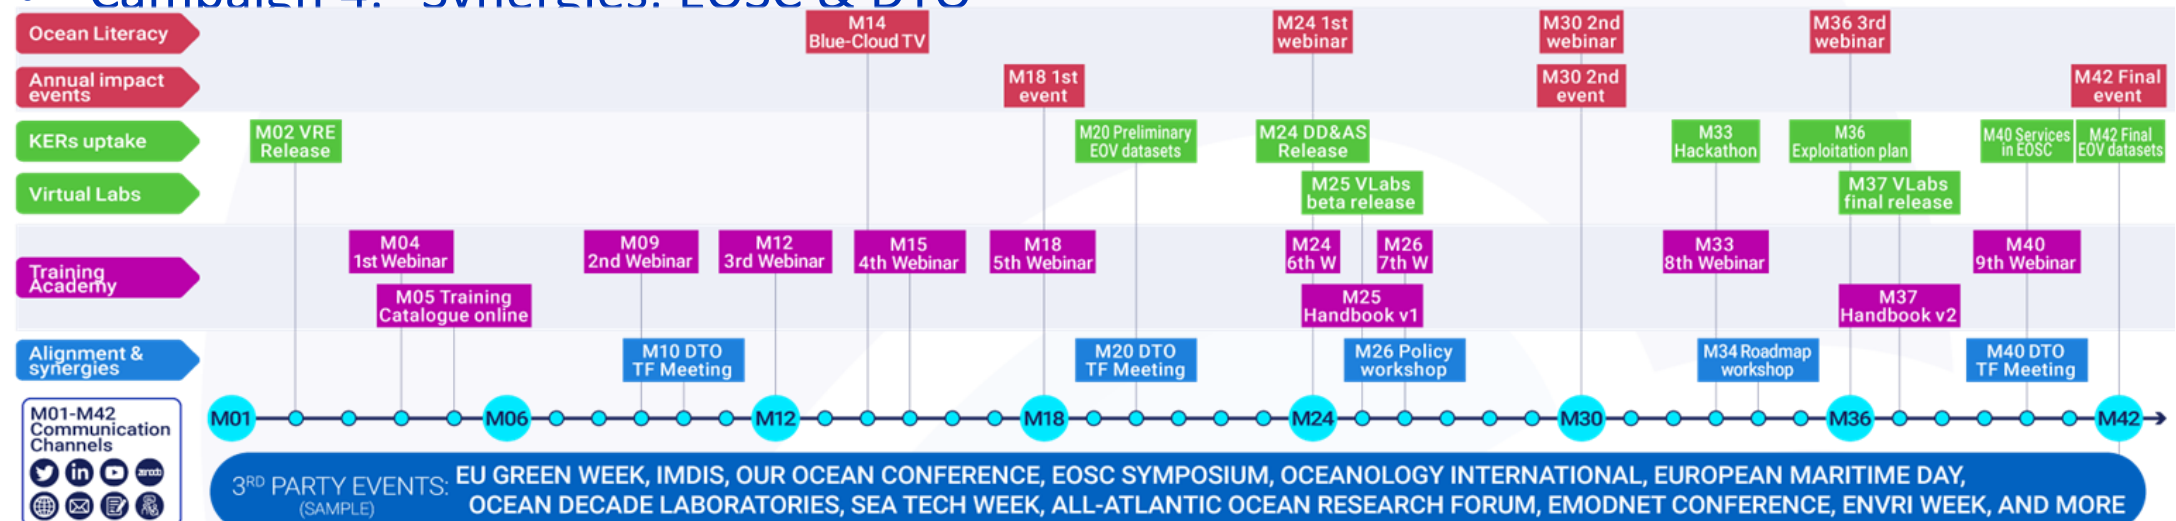 Campaign 4: Synergies: EOSC & DTO
Ocean Literacy
M14
Blue-Cloud TV
M24 1st
webinar
M30 2nd
webinar
M36 3rd
webinar
Annual impact
events
M18 1st
event
M30 2nd
event
M42 Final
event
KERs uptake
M02 VRE
Release
M20 Preliminary
EOV datasets
M24 DD&AS
Release
M33
Hackathon
M36
Exploitation plan
M40 Services
in EOSC
M42 Final
EOV datasets
Virtual Labs
M25 VLabs
beta release
M37 VLabs
final release
Training
Academy
M04
1st Webinar
M09
2nd Webinar
M12
3rd Webinar
M15
4th Webinar
M18
5th Webinar
M24
6th W
M26
7th W
M33
8th Webinar
M40
9th Webinar
M05 Training
Catalogue online
M25
Handbook v1
M37
Handbook v2
Alignment &
synergies
M10 DTO
TF Meeting
M20 DTO
TF Meeting
M26 Policy
workshop
M34 Roadmap
workshop
M40 DTO
TF Meeting
M01 M06 M12 M18 M24 M30 M36 M42
M01-M42
Communication
Channels
zenodo
3RD PARTY EVENTS:
(SAMPLE)
EU GREEN WEEK, IMDIS, OUR OCEAN CONFERENCE, EOSC SYMPOSIUM, OCEANOLOGY INTERNATIONAL, EUROPEAN MARITIME DAY,
OCEAN DECADE LABORATORIES, SEA TECH WEEK, ALL-ATLANTIC OCEAN RESEARCH FORUM, EMODNET CONFERENCE, ENVRI WEEK, AND MORE